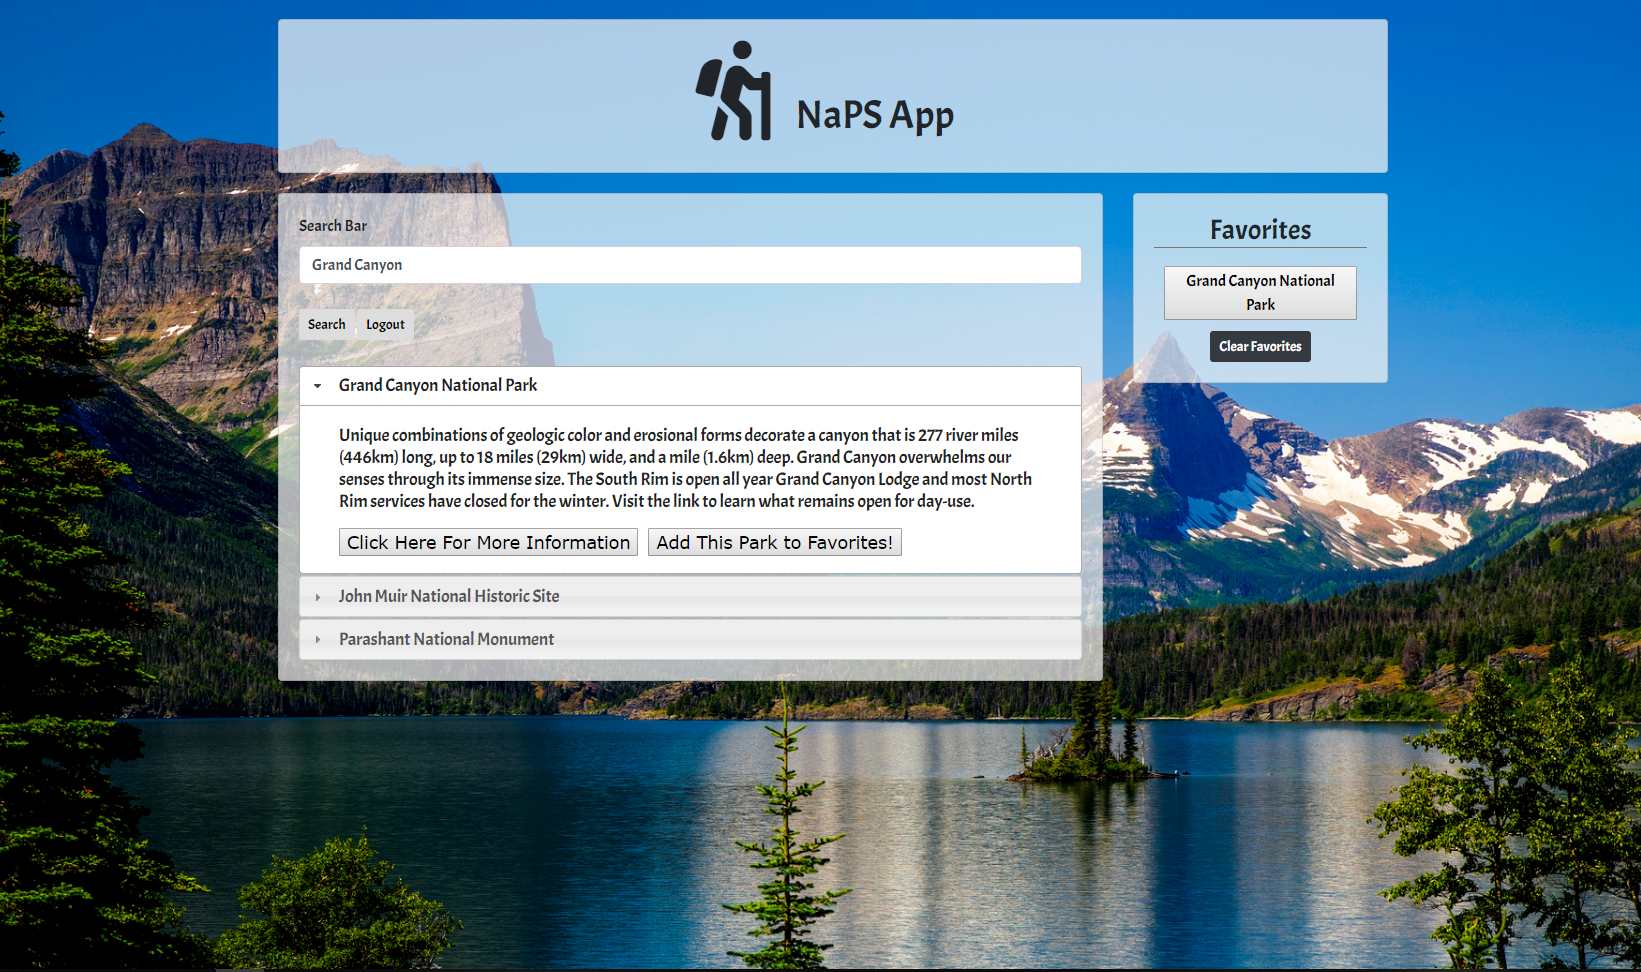 NaPS App
Search Bar
Grand Canyon
Search Logout
Grand Canyon National Park
Unique combinations of geologic color and erosional forms decorate a canyon that is 277 river miles
(446km) long, up to 18 miles (29km) wide, and a mile (1.6km) deep. Grand Canyon overwhelms our
senses through its immense size. The South Rim is open all year Grand Canyon Lodge and most North
Rim services have closed for the winter. Visit the link to learn what remains open for day-use.
Click Here For More Information Add This Park to Favorites!
John Muir National Historic Site
Parashant National Monument
Favorites
Grand Canyon National
Park
Clear Favorites